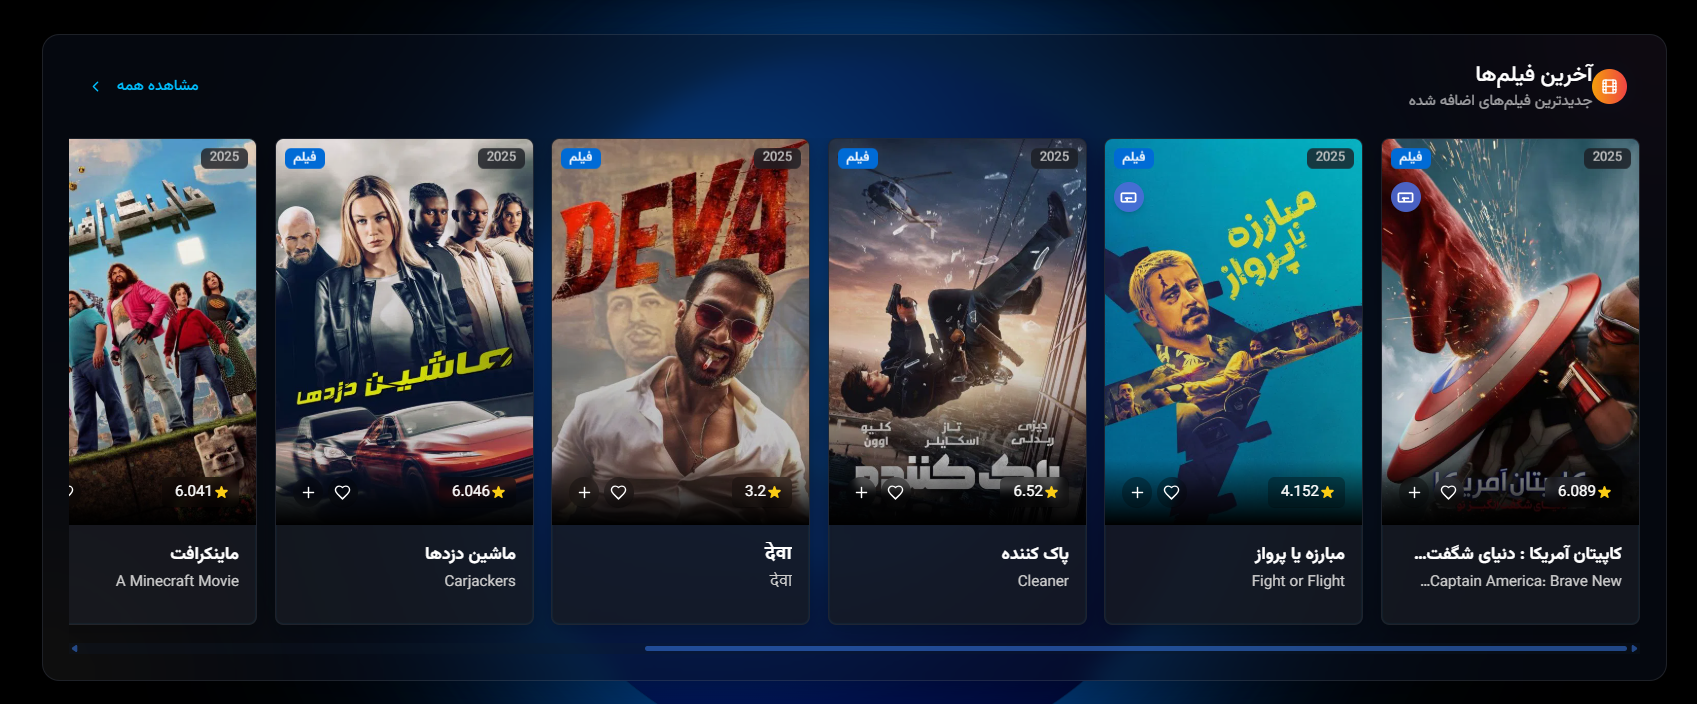 آخرین فیلم‌ها
جدیدترین فیلم‌های اضافه شده
مشاهده همه
2025
فیلم
کاپیتان آمریکا
6.089
کاپیتان آمریکا : دنیای شگفت...
Captain America: Brave New...
2025
فیلم
مبارزه
یا پرواز
4.152
مبارزه یا پرواز
Fight or Flight
2025
فیلم
دیزی ریدلی
تاز اسکایلر
کلیو اوون
پاک کننده
6.52
پاک کننده
Cleaner
2025
فیلم
DEVA
3.2
देवा
देवा
2025
فیلم
ماشین دزدها
6.046
ماشین دزدها
Carjackers
2025
6.041
ماینکرافت
A Minecraft Movie